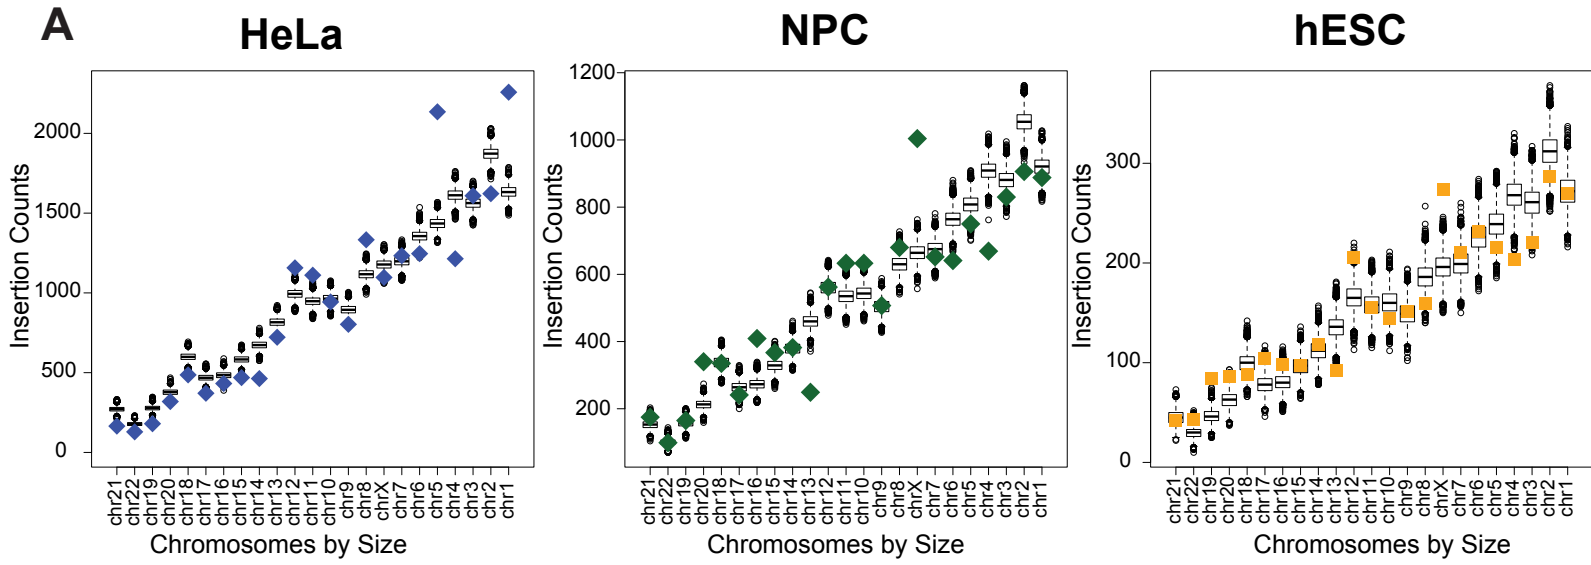 A
HeLa
NPC
hESC
Insertion Counts
2000
1500
1000
500
0
chr21
chr22
chr19
chr20
chr18
chr17
chr16
chr15
chr14
chr13
chr12
chr11
chr10
chr9
chr8
chrX
chr7
chr6
chr5
chr4
chr3
chr2
chr1
Chromosomes by Size
Insertion Counts
1200
1000
800
600
400
200
chr21
chr22
chr19
chr20
chr18
chr17
chr16
chr15
chr14
chr13
chr12
chr11
chr10
chr9
chr8
chrX
chr7
chr6
chr5
chr4
chr3
chr2
chr1
Chromosomes by Size
Insertion Counts
300
200
100
0
chr21
chr22
chr19
chr20
chr18
chr17
chr16
chr15
chr14
chr13
chr12
chr11
chr10
chr9
chr8
chrX
chr7
chr6
chr5
chr4
chr3
chr2
chr1
Chromosomes by Size